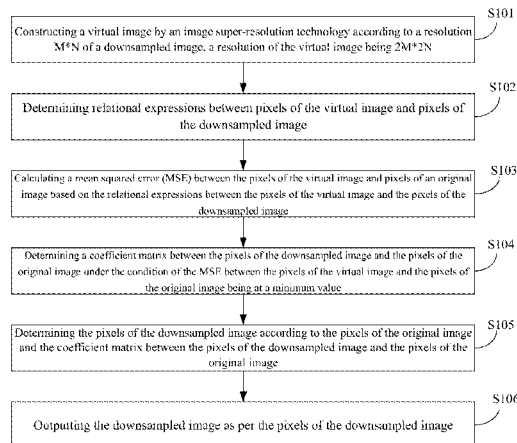 S101
Constructing a virtual image by an image super-resolution technology according to a resolution
M*N of a downsampled image, a resolution of the virtual image being 2M*2N
S102
Determining relational expressions between pixels of the virtual image and pixels of
the downsampled image
S103
Calculating a mean squared error (MSE) between the pixels of the virtual image and pixels of an original
image based on the relational expressions between the pixels of the virtual image and the pixels of the
downsampled image
S104
Determining a coefficient matrix between the pixels of the downsampled image and the pixels of the
original image under the condition of the MSE between the pixels of the virtual image and the pixels of
the original image being at a minimum value
S105
Determining the pixels of the downsampled image according to the pixels of the original image
and the coefficient matrix between the pixels of the downsampled image and the pixels of the
original image
S106
Outputting the downsampled image as per the pixels of the downsampled image